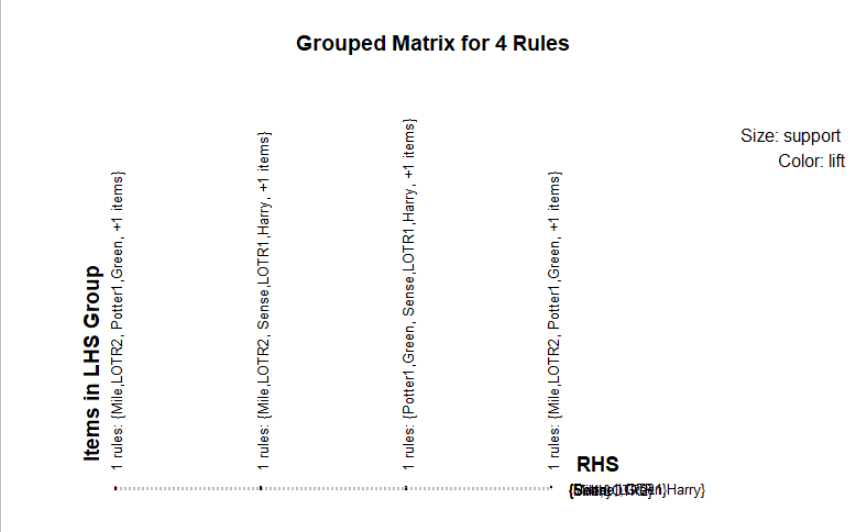 Grouped Matrix for 4 Rules
Size: support
Color: lift
Items in LHS Group
1 rules: {Mile,LOTR2, Potter1,Green, +1 items}
1 rules: {Mile,LOTR2, Sense,LOTR1,Harry, +1 items}
1 rules: {Potter1,Green, Sense,LOTR1,Harry, +1 items}
1 rules: {Mile,LOTR2, Potter1,Green, +1 items}
RHS